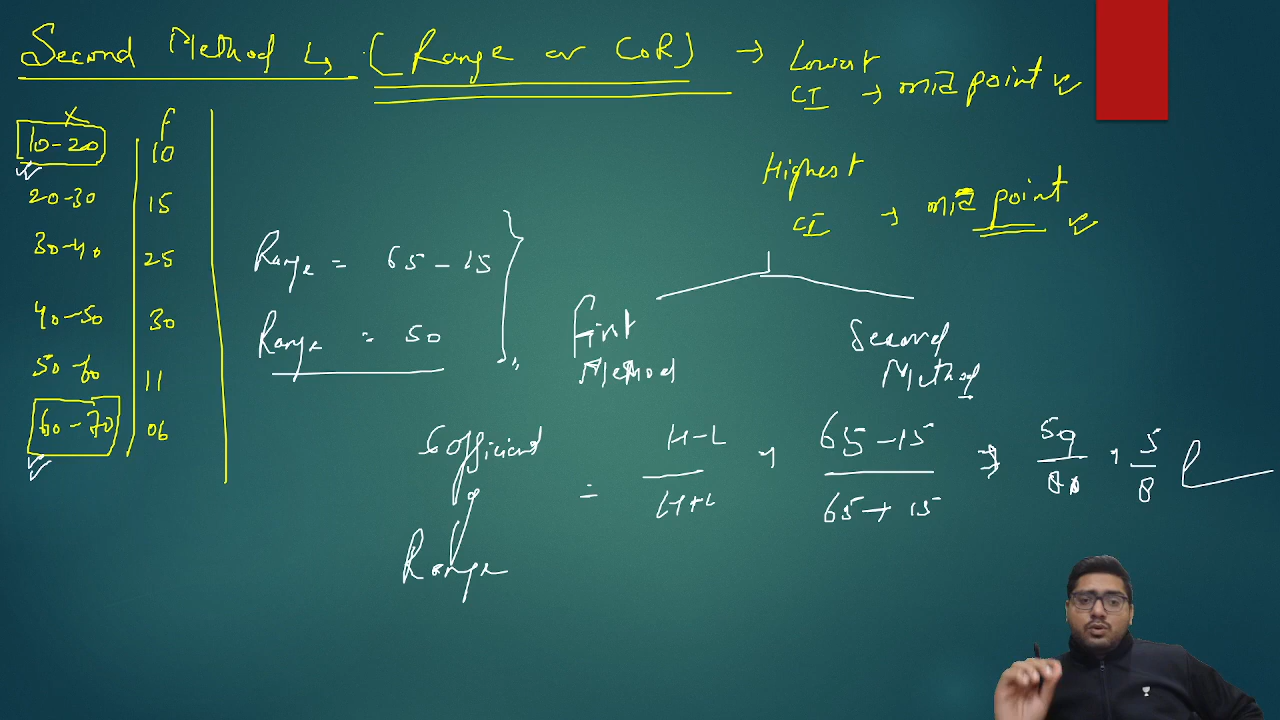 Second Method ↳ (Range or CoR) → Lowest
CI → mid point
Highest
CI → mid point
X f
10-20 10
20-30 15
30-40 25
40-50 30
50-60 11
60-70 06
Range = 65-15
Range = 50
First
Method
Second
Method
Cofficient
of
Range
= H-L / H+L , 65-15 / 65+15 ⇒ 50 / 80 , 5 / 8